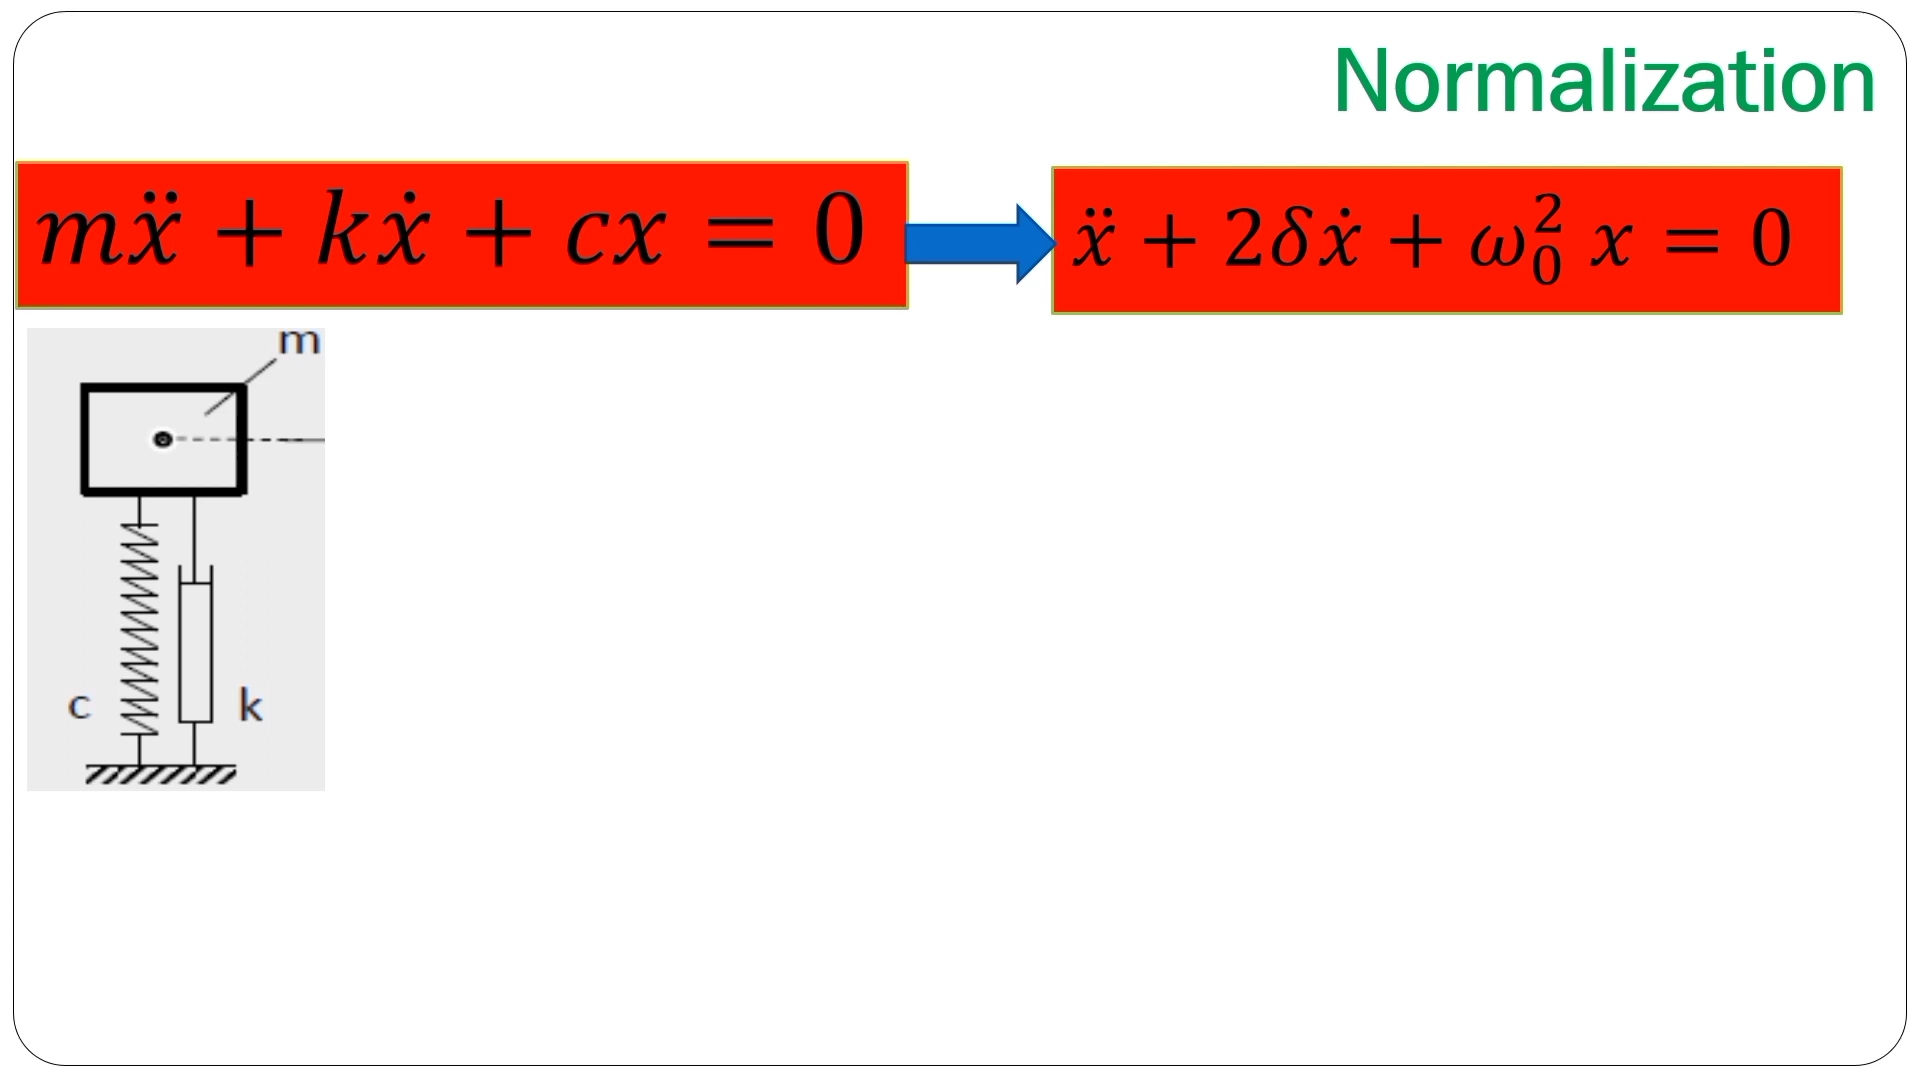 Normalization
mẍ + kẋ + cx = 0
ẍ + 2δẋ + ω₀² x = 0
m
c
k